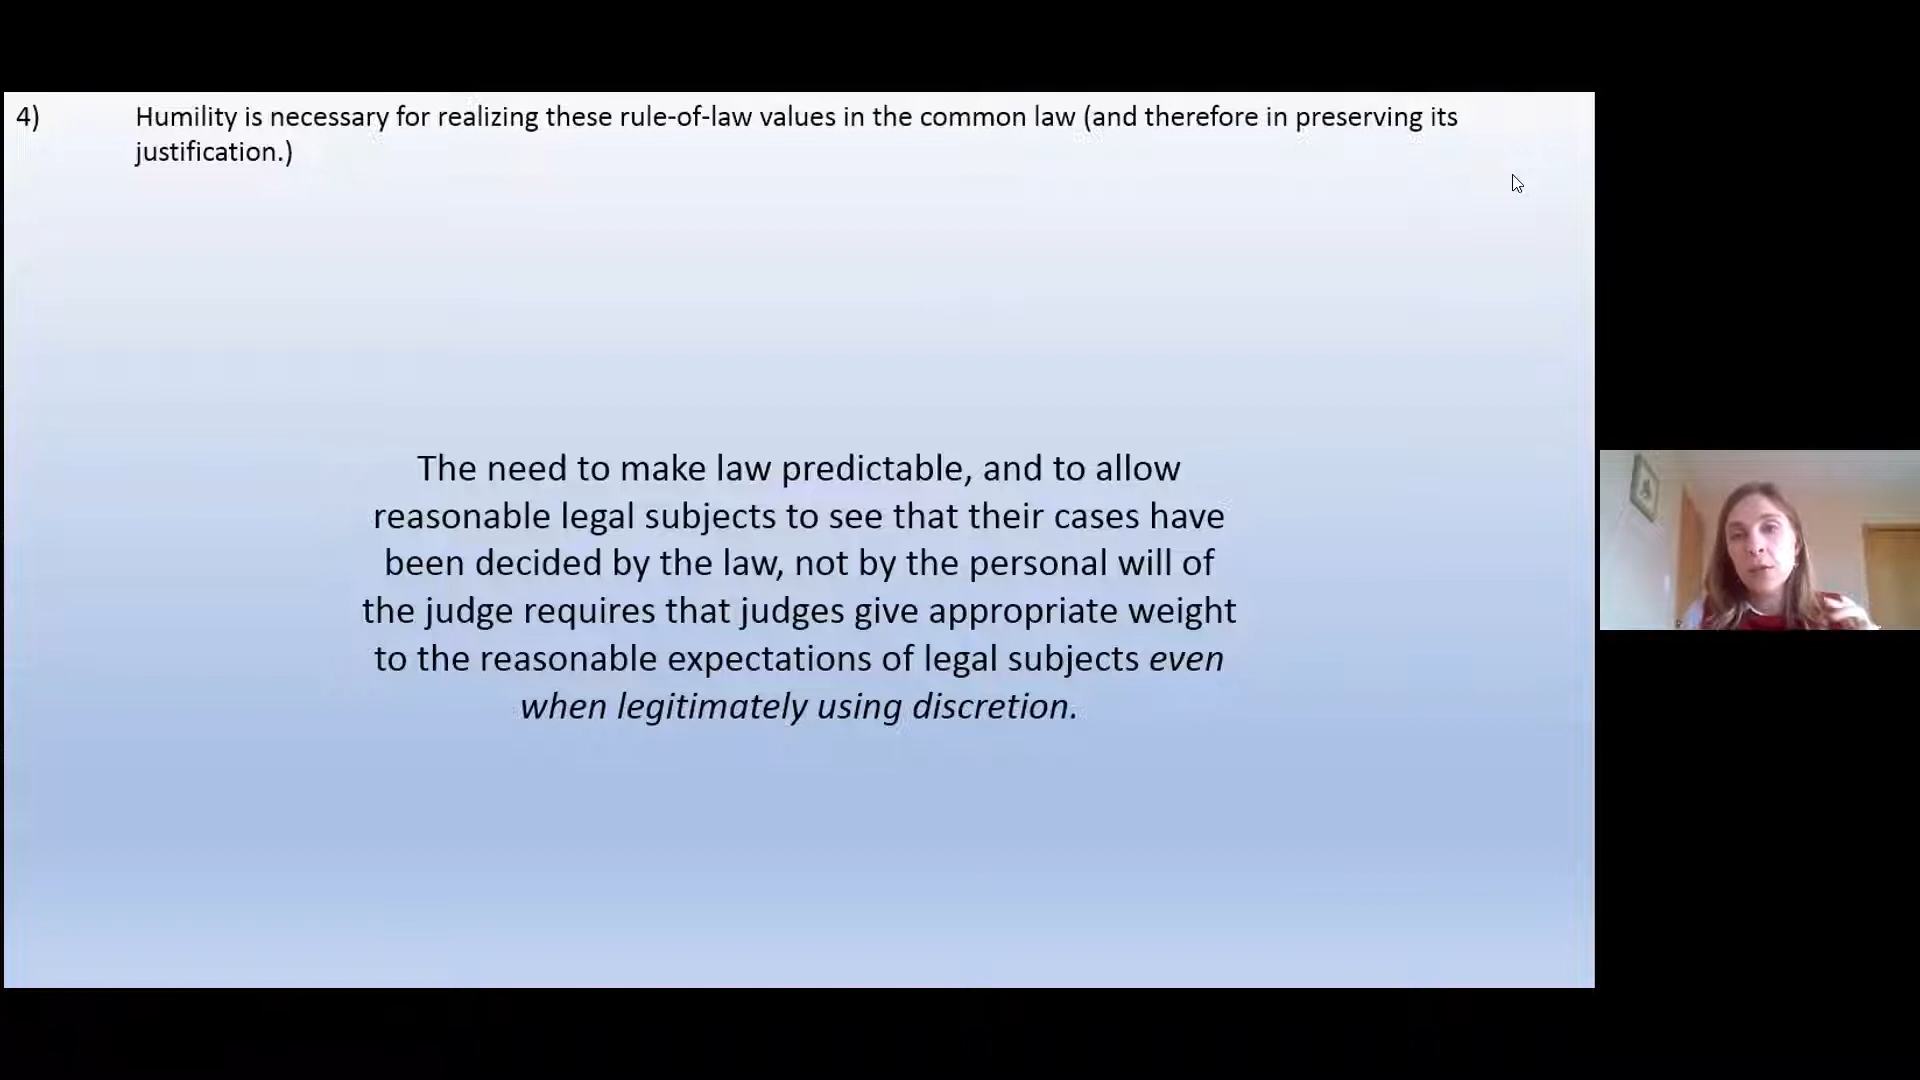 4) Humility is necessary for realizing these rule-of-law values in the common law (and therefore in preserving its
justification.)
The need to make law predictable, and to allow
reasonable legal subjects to see that their cases have
been decided by the law, not by the personal will of
the judge requires that judges give appropriate weight
to the reasonable expectations of legal subjects even
when legitimately using discretion.